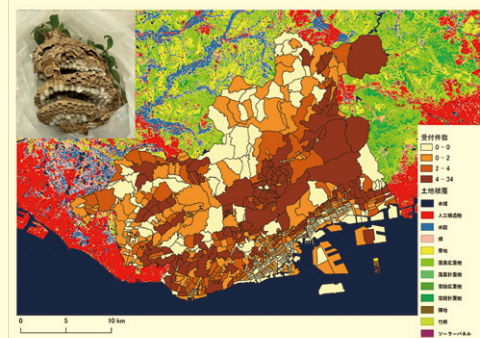 受付件数
0 - 0
0 - 2
2 - 4
4 - 34
土地被覆
水域
人工構造物
水田
畑
草地
落葉広葉樹
落葉針葉樹
常緑広葉樹
常緑針葉樹
裸地
竹林
ソーラーパネル
0 5 10 km